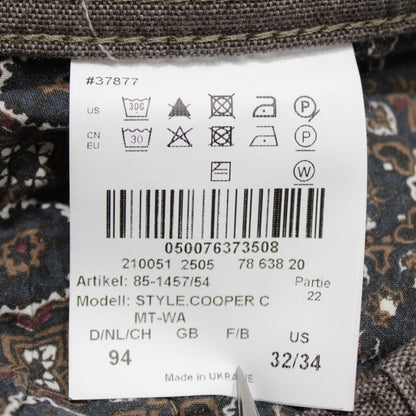 #37877
US 30C P
CN
EU 30 P
W
050076373508
210051 2505 78 638 20
Artikel: 85-1457/54 Partie
22
Modell: STYLE.COOPER C
MT-WA
D/NL/CH GB F/B US
94 32/34
Made in UKRAINE